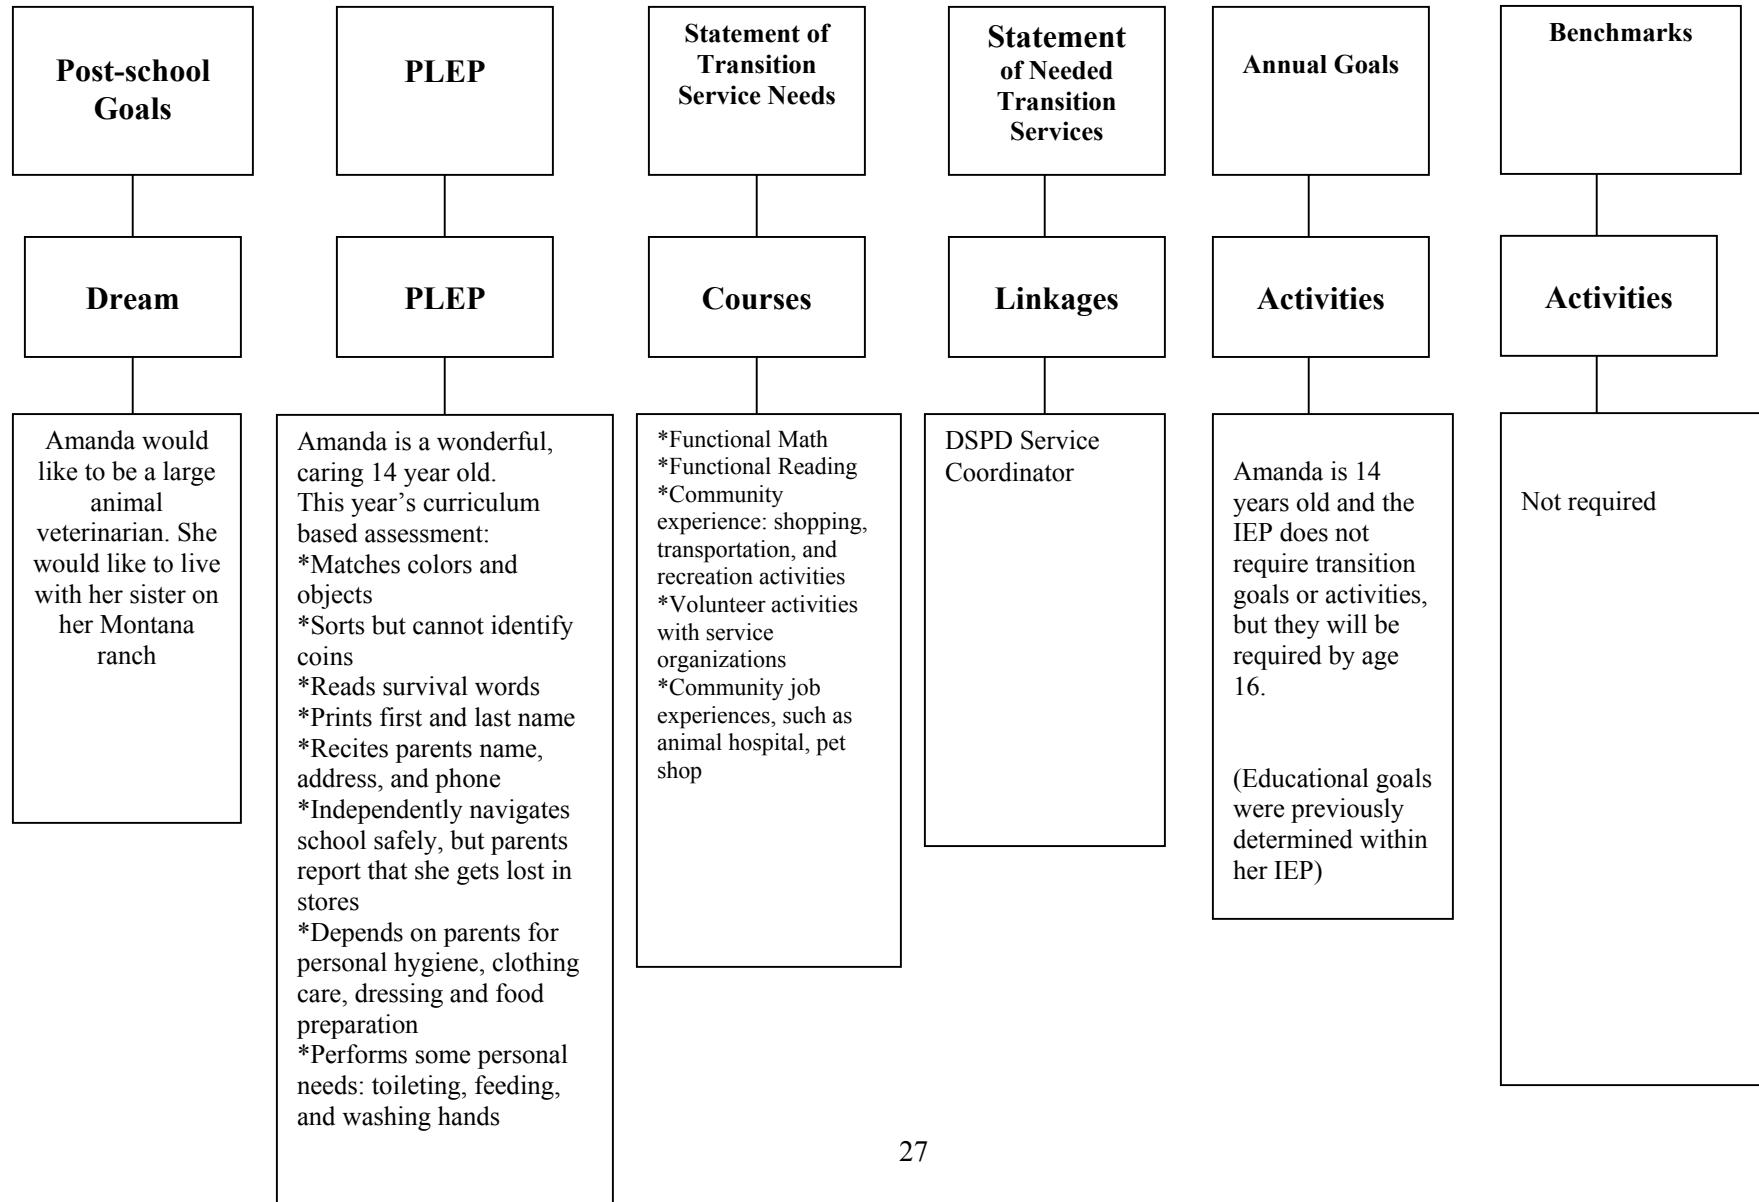 Post-school
Goals
PLEP
Statement of
Transition
Service Needs
Statement
of Needed
Transition
Services
Annual Goals
Benchmarks
Dream
PLEP
Courses
Linkages
Activities
Activities
Amanda would
like to be a large
animal
veterinarian. She
would like to live
with her sister on
her Montana
ranch
Amanda is a wonderful,
caring 14 year old.
This year’s curriculum
based assessment:
*Matches colors and
objects
*Sorts but cannot identify
coins
*Reads survival words
*Prints first and last name
*Recites parents name,
address, and phone
*Independently navigates
school safely, but parents
report that she gets lost in
stores
*Depends on parents for
personal hygiene, clothing
care, dressing and food
preparation
*Performs some personal
needs: toileting, feeding,
and washing hands
*Functional Math
*Functional Reading
*Community
experience: shopping,
transportation, and
recreation activities
*Volunteer activities
with service
organizations
*Community job
experiences, such as
animal hospital, pet
shop
DSPD Service
Coordinator
Amanda is 14
years old and the
IEP does not
require transition
goals or activities,
but they will be
required by age
16.
(Educational goals
were previously
determined within
her IEP)
Not required
27